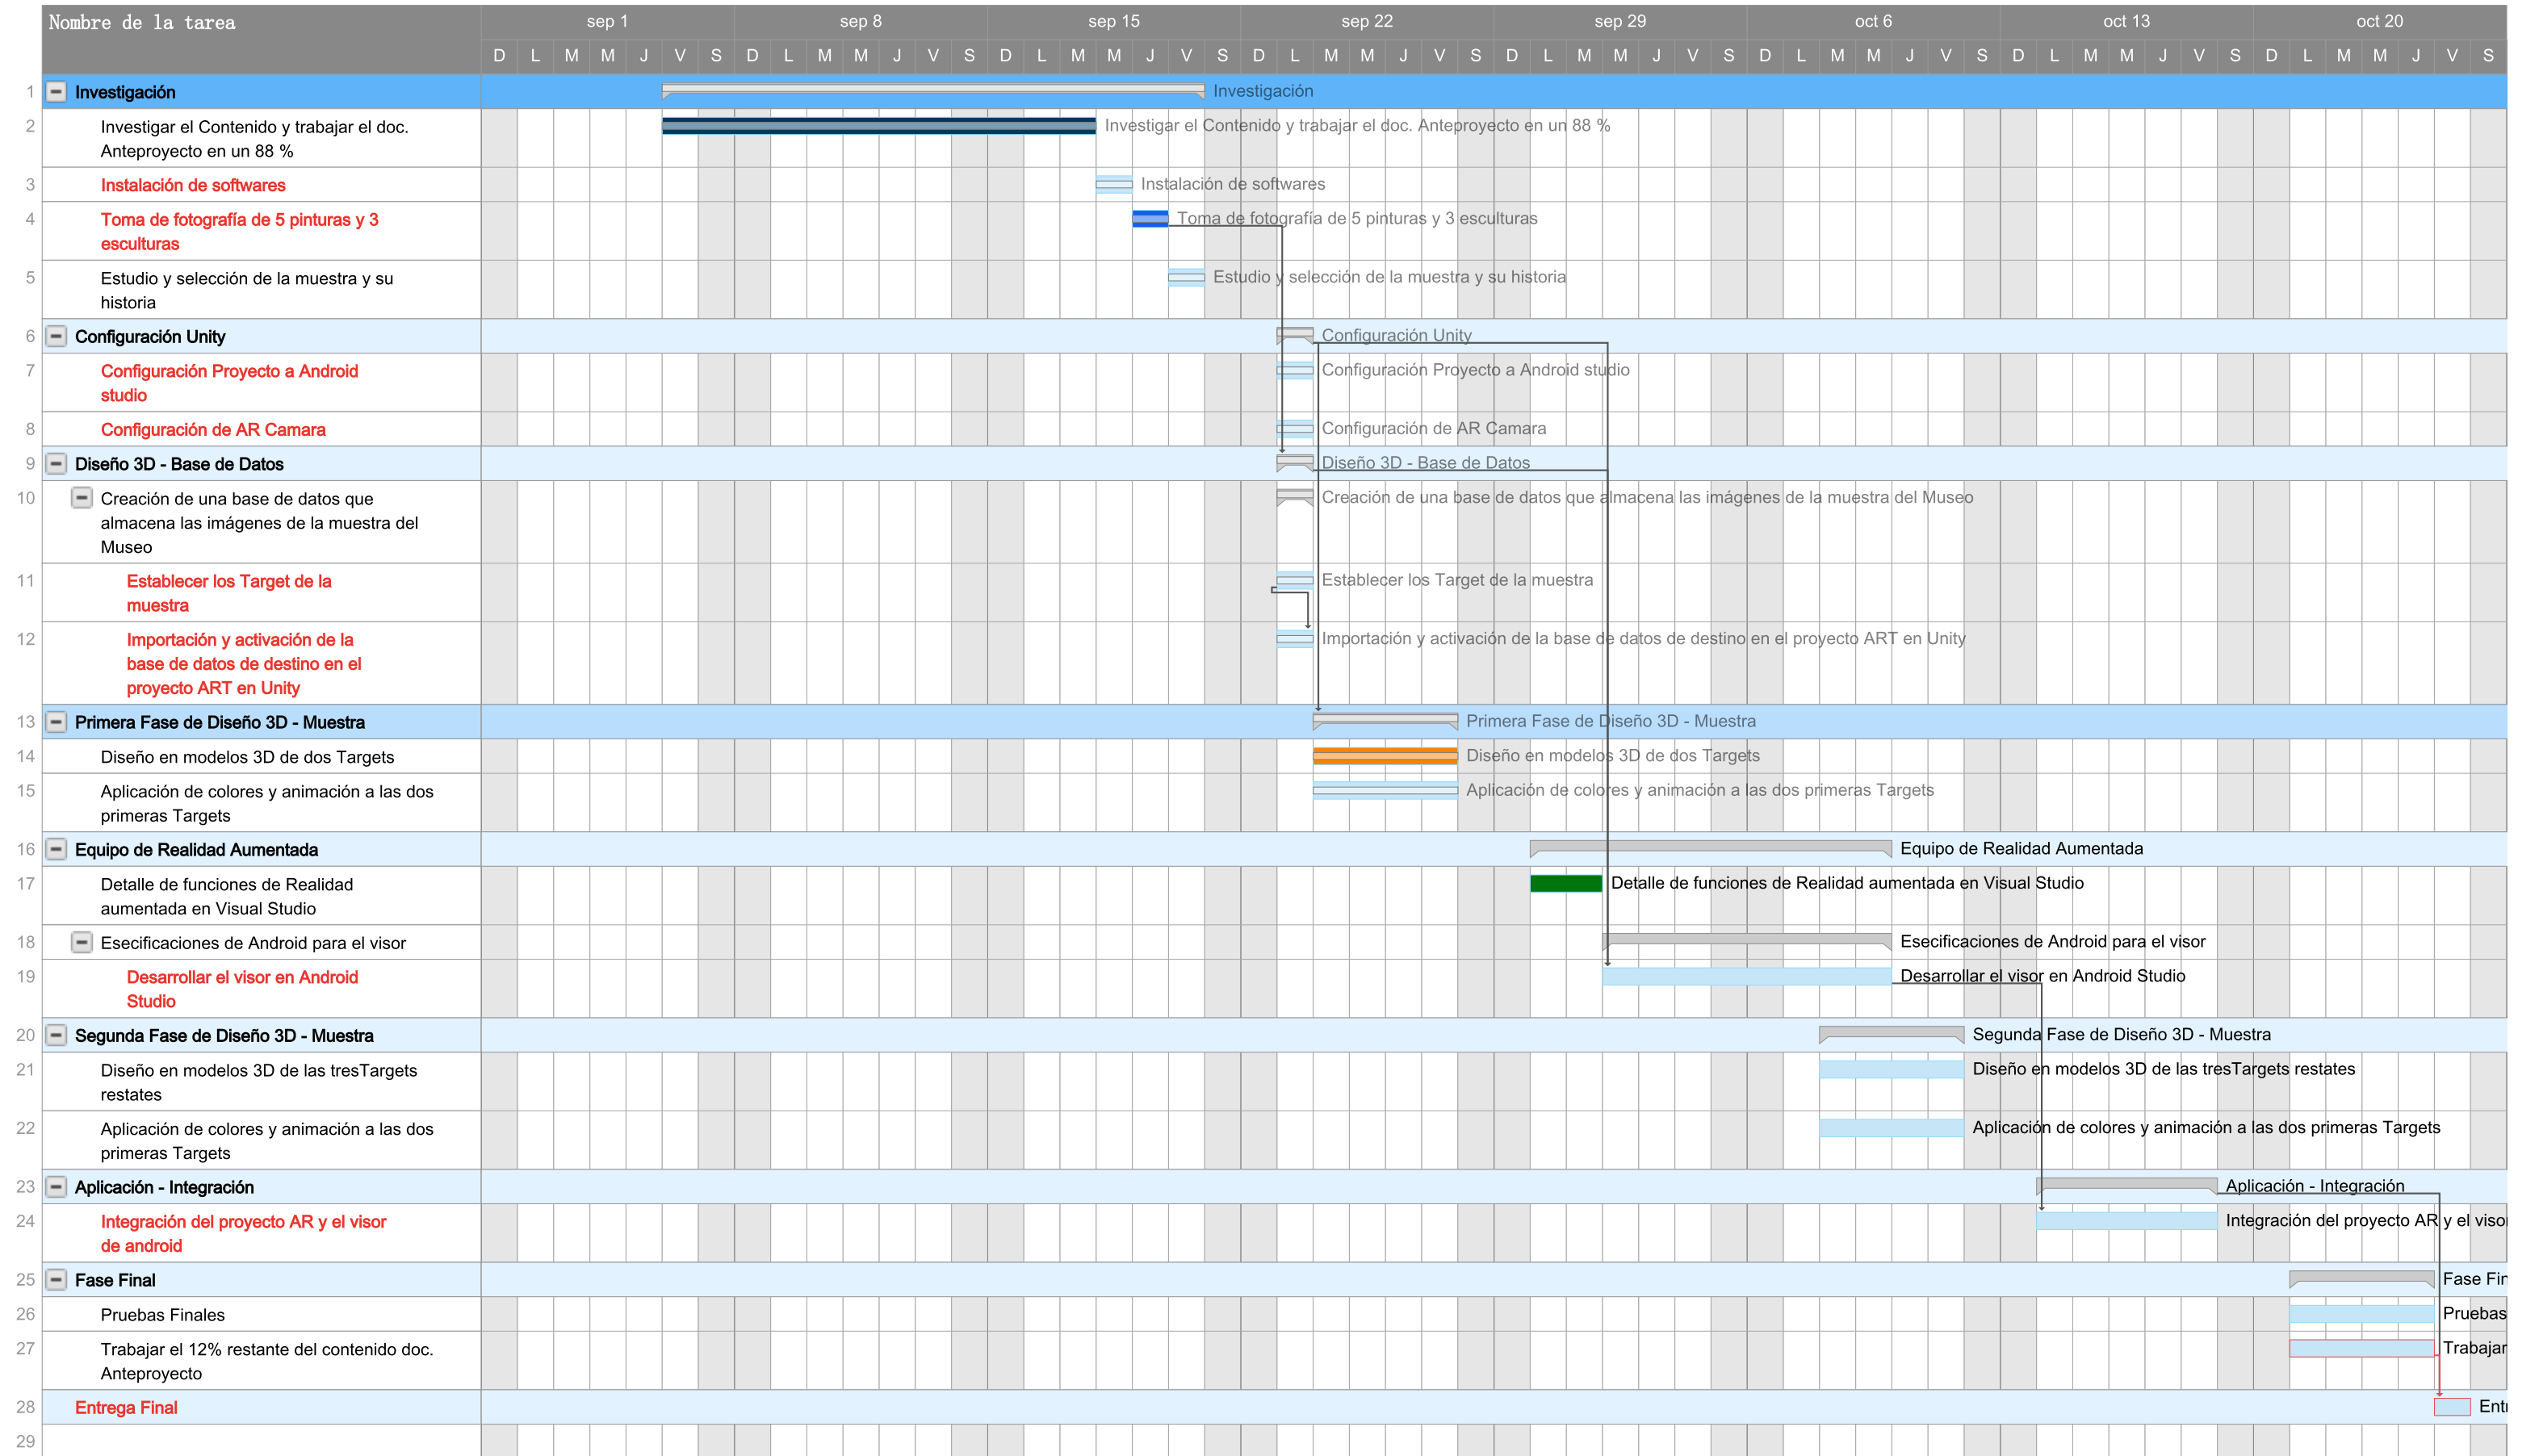 Nombre de la tarea
sep 1 sep 8 sep 15 sep 22 sep 29 oct 6 oct 13 oct 20
D L M M J V S D L M M J V S D L M M J V S D L M M J V S D L M M J V S D L M M J V S D L M M J V S D L M M J V S
1 Investigación Investigación
2 Investigar el Contenido y trabajar el doc. Investigar el Contenido y trabajar el doc. Anteproyecto en un 88 %
Anteproyecto en un 88 %
3 Instalación de softwares Instalación de softwares
4 Toma de fotografía de 5 pinturas y 3 Toma de fotografía de 5 pinturas y 3 esculturas
esculturas
5 Estudio y selección de la muestra y su Estudio y selección de la muestra y su historia
historia
6 Configuración Unity Configuración Unity
7 Configuración Proyecto a Android Configuración Proyecto a Android studio
studio
8 Configuración de AR Camara Configuración de AR Camara
9 Diseño 3D - Base de Datos Diseño 3D - Base de Datos
10 Creación de una base de datos que Creación de una base de datos que almacena las imágenes de la muestra del Museo
almacena las imágenes de la muestra del
Museo
11 Establecer los Target de la Establecer los Target de la muestra
muestra
12 Importación y activación de la Importación y activación de la base de datos de destino en el proyecto ART en Unity
base de datos de destino en el
proyecto ART en Unity
13 Primera Fase de Diseño 3D - Muestra Primera Fase de Diseño 3D - Muestra
14 Diseño en modelos 3D de dos Targets Diseño en modelos 3D de dos Targets
15 Aplicación de colores y animación a las dos Aplicación de colores y animación a las dos primeras Targets
primeras Targets
16 Equipo de Realidad Aumentada Equipo de Realidad Aumentada
17 Detalle de funciones de Realidad Detalle de funciones de Realidad aumentada en Visual Studio
aumentada en Visual Studio
18 Esecificaciones de Android para el visor Esecificaciones de Android para el visor
19 Desarrollar el visor en Android Desarrollar el visor en Android Studio
Studio
20 Segunda Fase de Diseño 3D - Muestra Segunda Fase de Diseño 3D - Muestra
21 Diseño en modelos 3D de las tresTargets Diseño en modelos 3D de las tresTargets restates
restates
22 Aplicación de colores y animación a las dos Aplicación de colores y animación a las dos primeras Targets
primeras Targets
23 Aplicación - Integración Aplicación - Integración
24 Integración del proyecto AR y el visor Integración del proyecto AR y el viso
de android
25 Fase Final Fase Fin
26 Pruebas Finales Pruebas
27 Trabajar el 12% restante del contenido doc. Trabajar
Anteproyecto
28 Entrega Final Ent
29